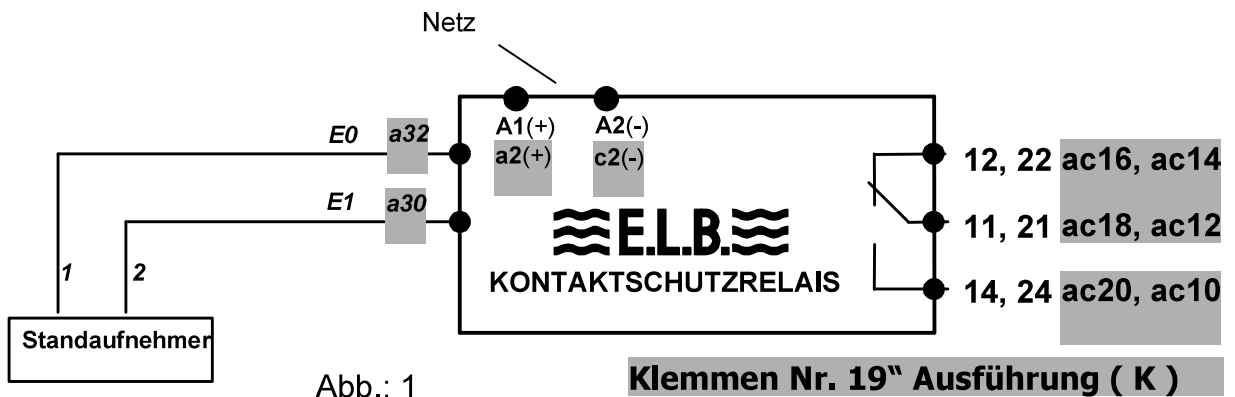 Netz
E0 a32 A1(+) A2(-)
a2(+) c2(-)
12, 22 ac16, ac14
E1 a30
E.L.B.
11, 21 ac18, ac12
1 2
KONTAKTSCHUTZRELAIS
14, 24 ac20, ac10
Standaufnehmer
Abb.: 1
Klemmen Nr. 19“ Ausführung ( K )